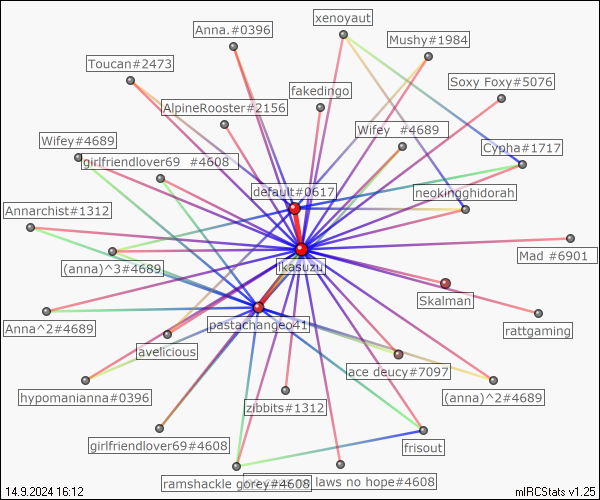 xenoyaut
Anna.#0396
Mushy#1984
Toucan#2473
Soxy Foxy#5076
fakedingo
AlpineRooster#2156
Wifey  #4689
Wifey#4689
Cypha#1717
girlfriendlover69  #4608
default#0617
neokingghidorah
Annarchist#1312
Mad #6901
(anna)^3#4689
ikasuzu
Skalman
pastachangeo41
Anna^2#4689
rattgaming
avelicious
ace deucy#7097
hypomanianna#0396
(anna)^2#4689
zibbits#1312
girlfriendlover69#4608
frisout
ramshackle gorey#4608
laws no hope#4608
14.9.2024 16:12
mIRCStats v1.25